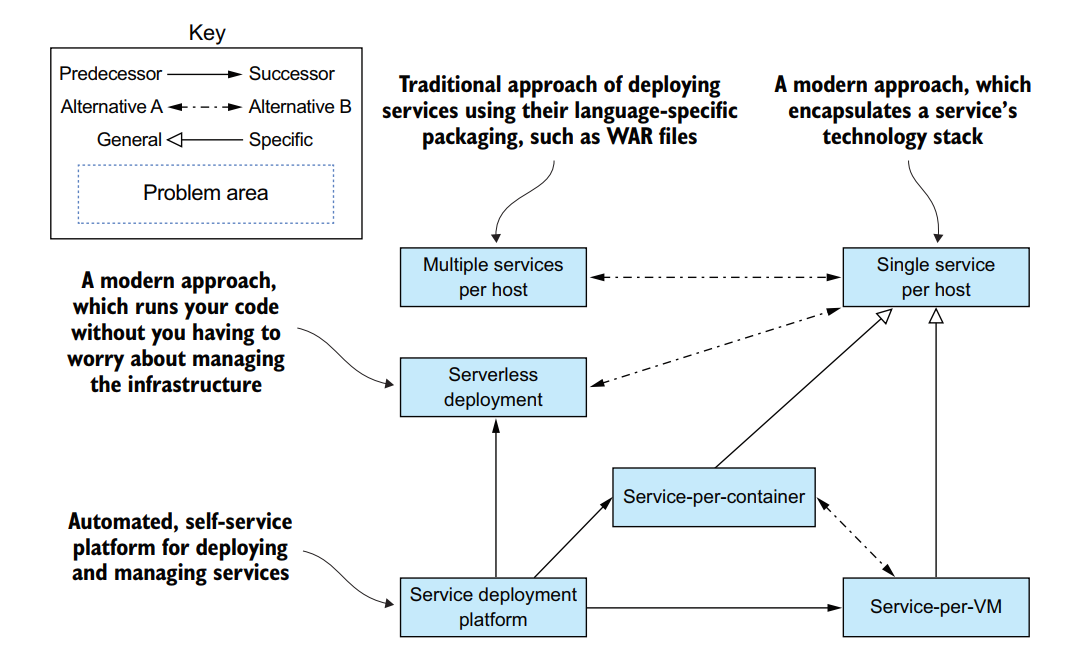 Key
Predecessor Successor
Alternative A Alternative B
General Specific
Problem area
Traditional approach of deploying
services using their language-specific
packaging, such as WAR files
A modern approach, which
encapsulates a service's
technology stack
Multiple services
per host
Single service
per host
A modern approach,
which runs your code
without you having to
worry about managing
the infrastructure
Serverless
deployment
Service-per-container
Automated, self-service
platform for deploying
and managing services
Service deployment
platform
Service-per-VM